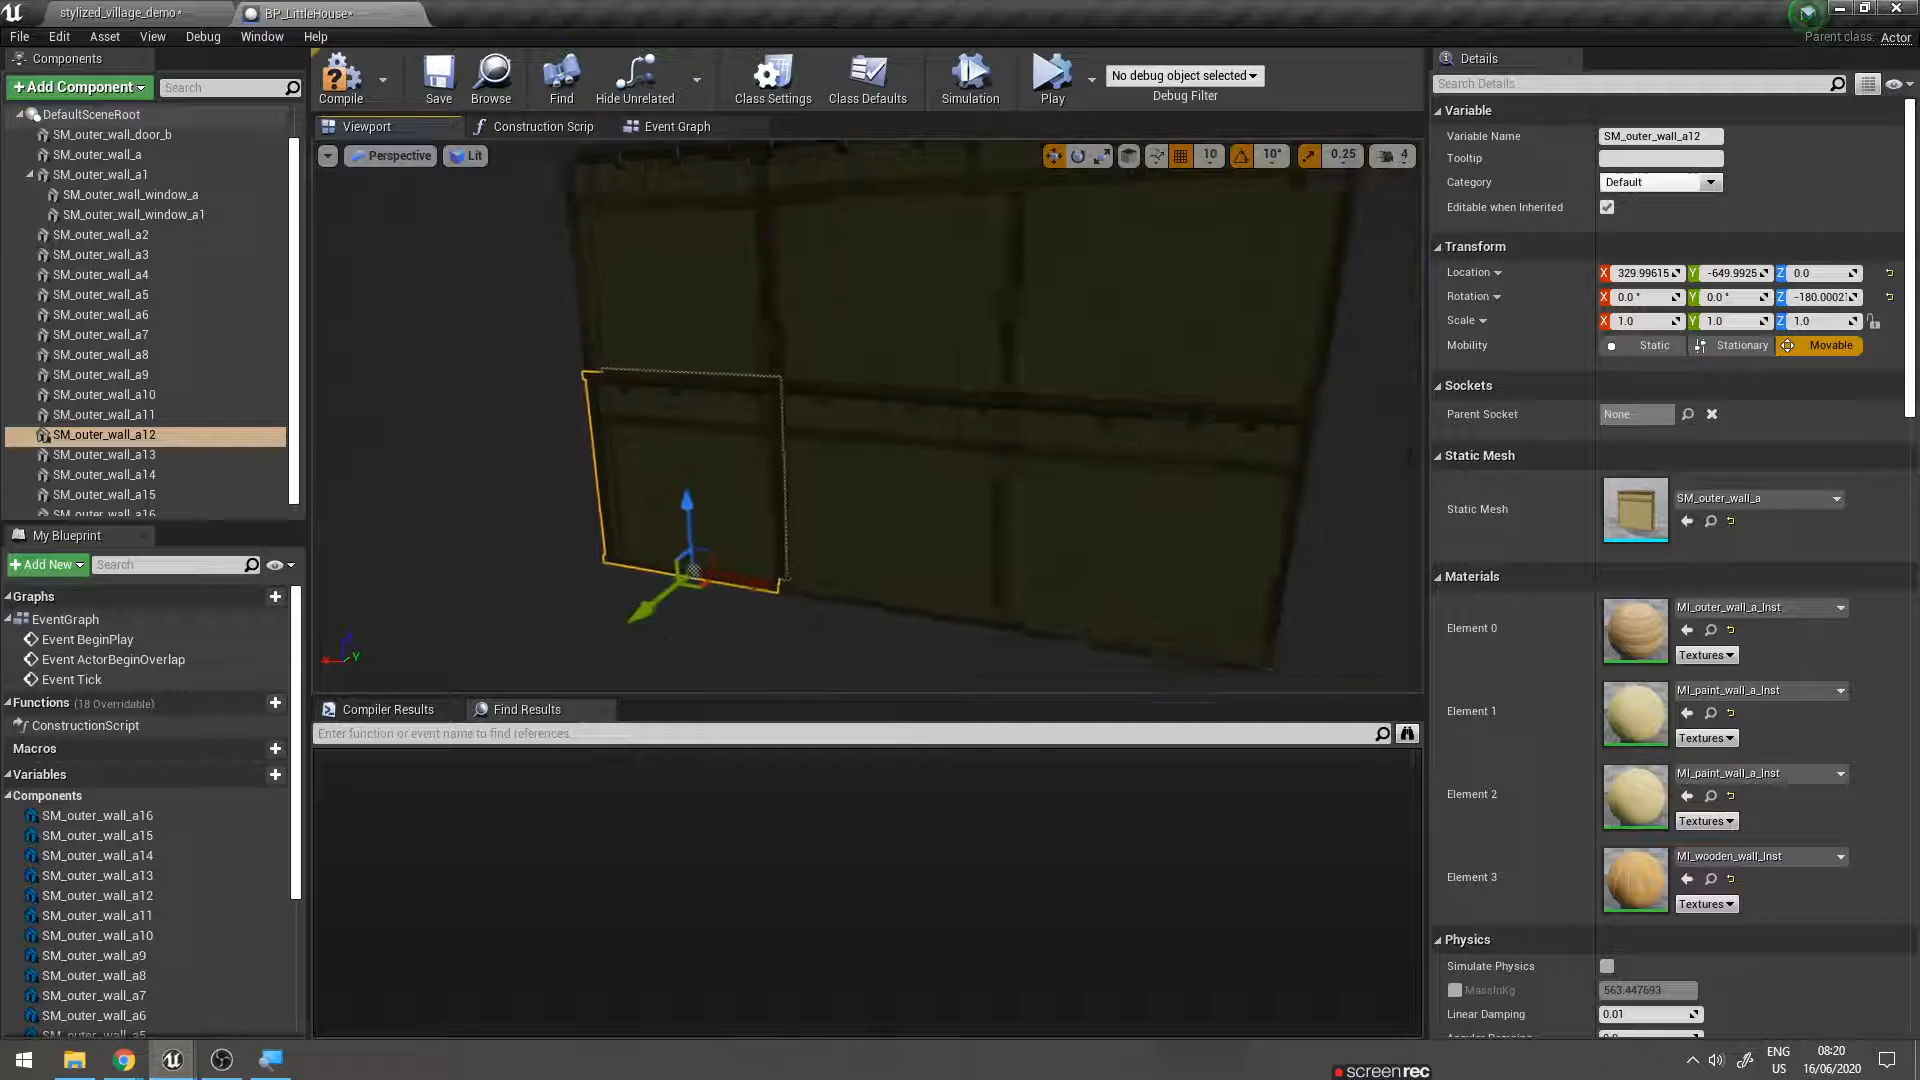 stylized_village_demo*
BP_LittleHouse*
File Edit Asset View Debug Window Help
Parent class: Actor
Components
+Add Component
Search
DefaultSceneRoot
SM_outer_wall_door_b
SM_outer_wall_a
SM_outer_wall_a1
SM_outer_wall_window_a
SM_outer_wall_window_a1
SM_outer_wall_a2
SM_outer_wall_a3
SM_outer_wall_a4
SM_outer_wall_a5
SM_outer_wall_a6
SM_outer_wall_a7
SM_outer_wall_a8
SM_outer_wall_a9
SM_outer_wall_a10
SM_outer_wall_a11
SM_outer_wall_a12
SM_outer_wall_a13
SM_outer_wall_a14
SM_outer_wall_a15
SM_outer_wall_a16
My Blueprint
+Add New
Search
Graphs
EventGraph
Event BeginPlay
Event ActorBeginOverlap
Event Tick
Functions (18 Overridable)
ConstructionScript
Macros
Variables
Components
SM_outer_wall_a16
SM_outer_wall_a15
SM_outer_wall_a14
SM_outer_wall_a13
SM_outer_wall_a12
SM_outer_wall_a11
SM_outer_wall_a10
SM_outer_wall_a9
SM_outer_wall_a8
SM_outer_wall_a7
SM_outer_wall_a6
SM_outer_wall_a5
Compile Save Browse Find Hide Unrelated Class Settings Class Defaults Simulation Play
No debug object selected
Debug Filter
Viewport Construction Scrip Event Graph
Perspective Lit
10 10° 0.25 4
X Y
Compiler Results Find Results
Enter function or event name to find references...
Details
Search Details
Variable
Variable Name SM_outer_wall_a12
Tooltip
Category Default
Editable when Inherited
Transform
Location X 329.99615 Y -649.9925 Z 0.0
Rotation X 0.0 ° Y 0.0 ° Z -180.00021
Scale X 1.0 Y 1.0 Z 1.0
Mobility Static Stationary Movable
Sockets
Parent Socket None
Static Mesh
Static Mesh SM_outer_wall_a
Materials
Element 0 MI_outer_wall_a_Inst
Textures
Element 1 MI_paint_wall_a_Inst
Textures
Element 2 MI_paint_wall_a_Inst
Textures
Element 3 MI_wooden_wall_Inst
Textures
Physics
Simulate Physics
MassInKg 563.447693
Linear Damping 0.01
screenrec
ENG
US
08:20
16/06/2020